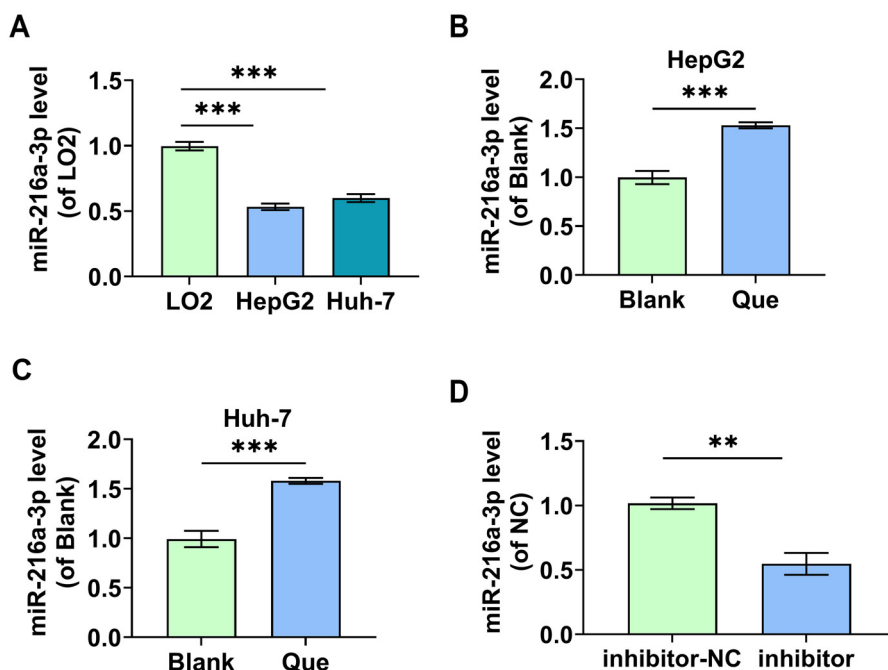 A
miR-216a-3p level
(of LO2)
1.5
1.0
0.5
0.0
***
***
LO2 HepG2 Huh-7
B
HepG2
miR-216a-3p level
(of Blank)
2.0
1.5
1.0
0.5
0.0
***
Blank Que
C
Huh-7
miR-216a-3p level
(of Blank)
2.0
1.5
1.0
0.5
0.0
***
Blank Que
D
miR-216a-3p level
(of NC)
1.5
1.0
0.5
0.0
**
inhibitor-NC inhibitor